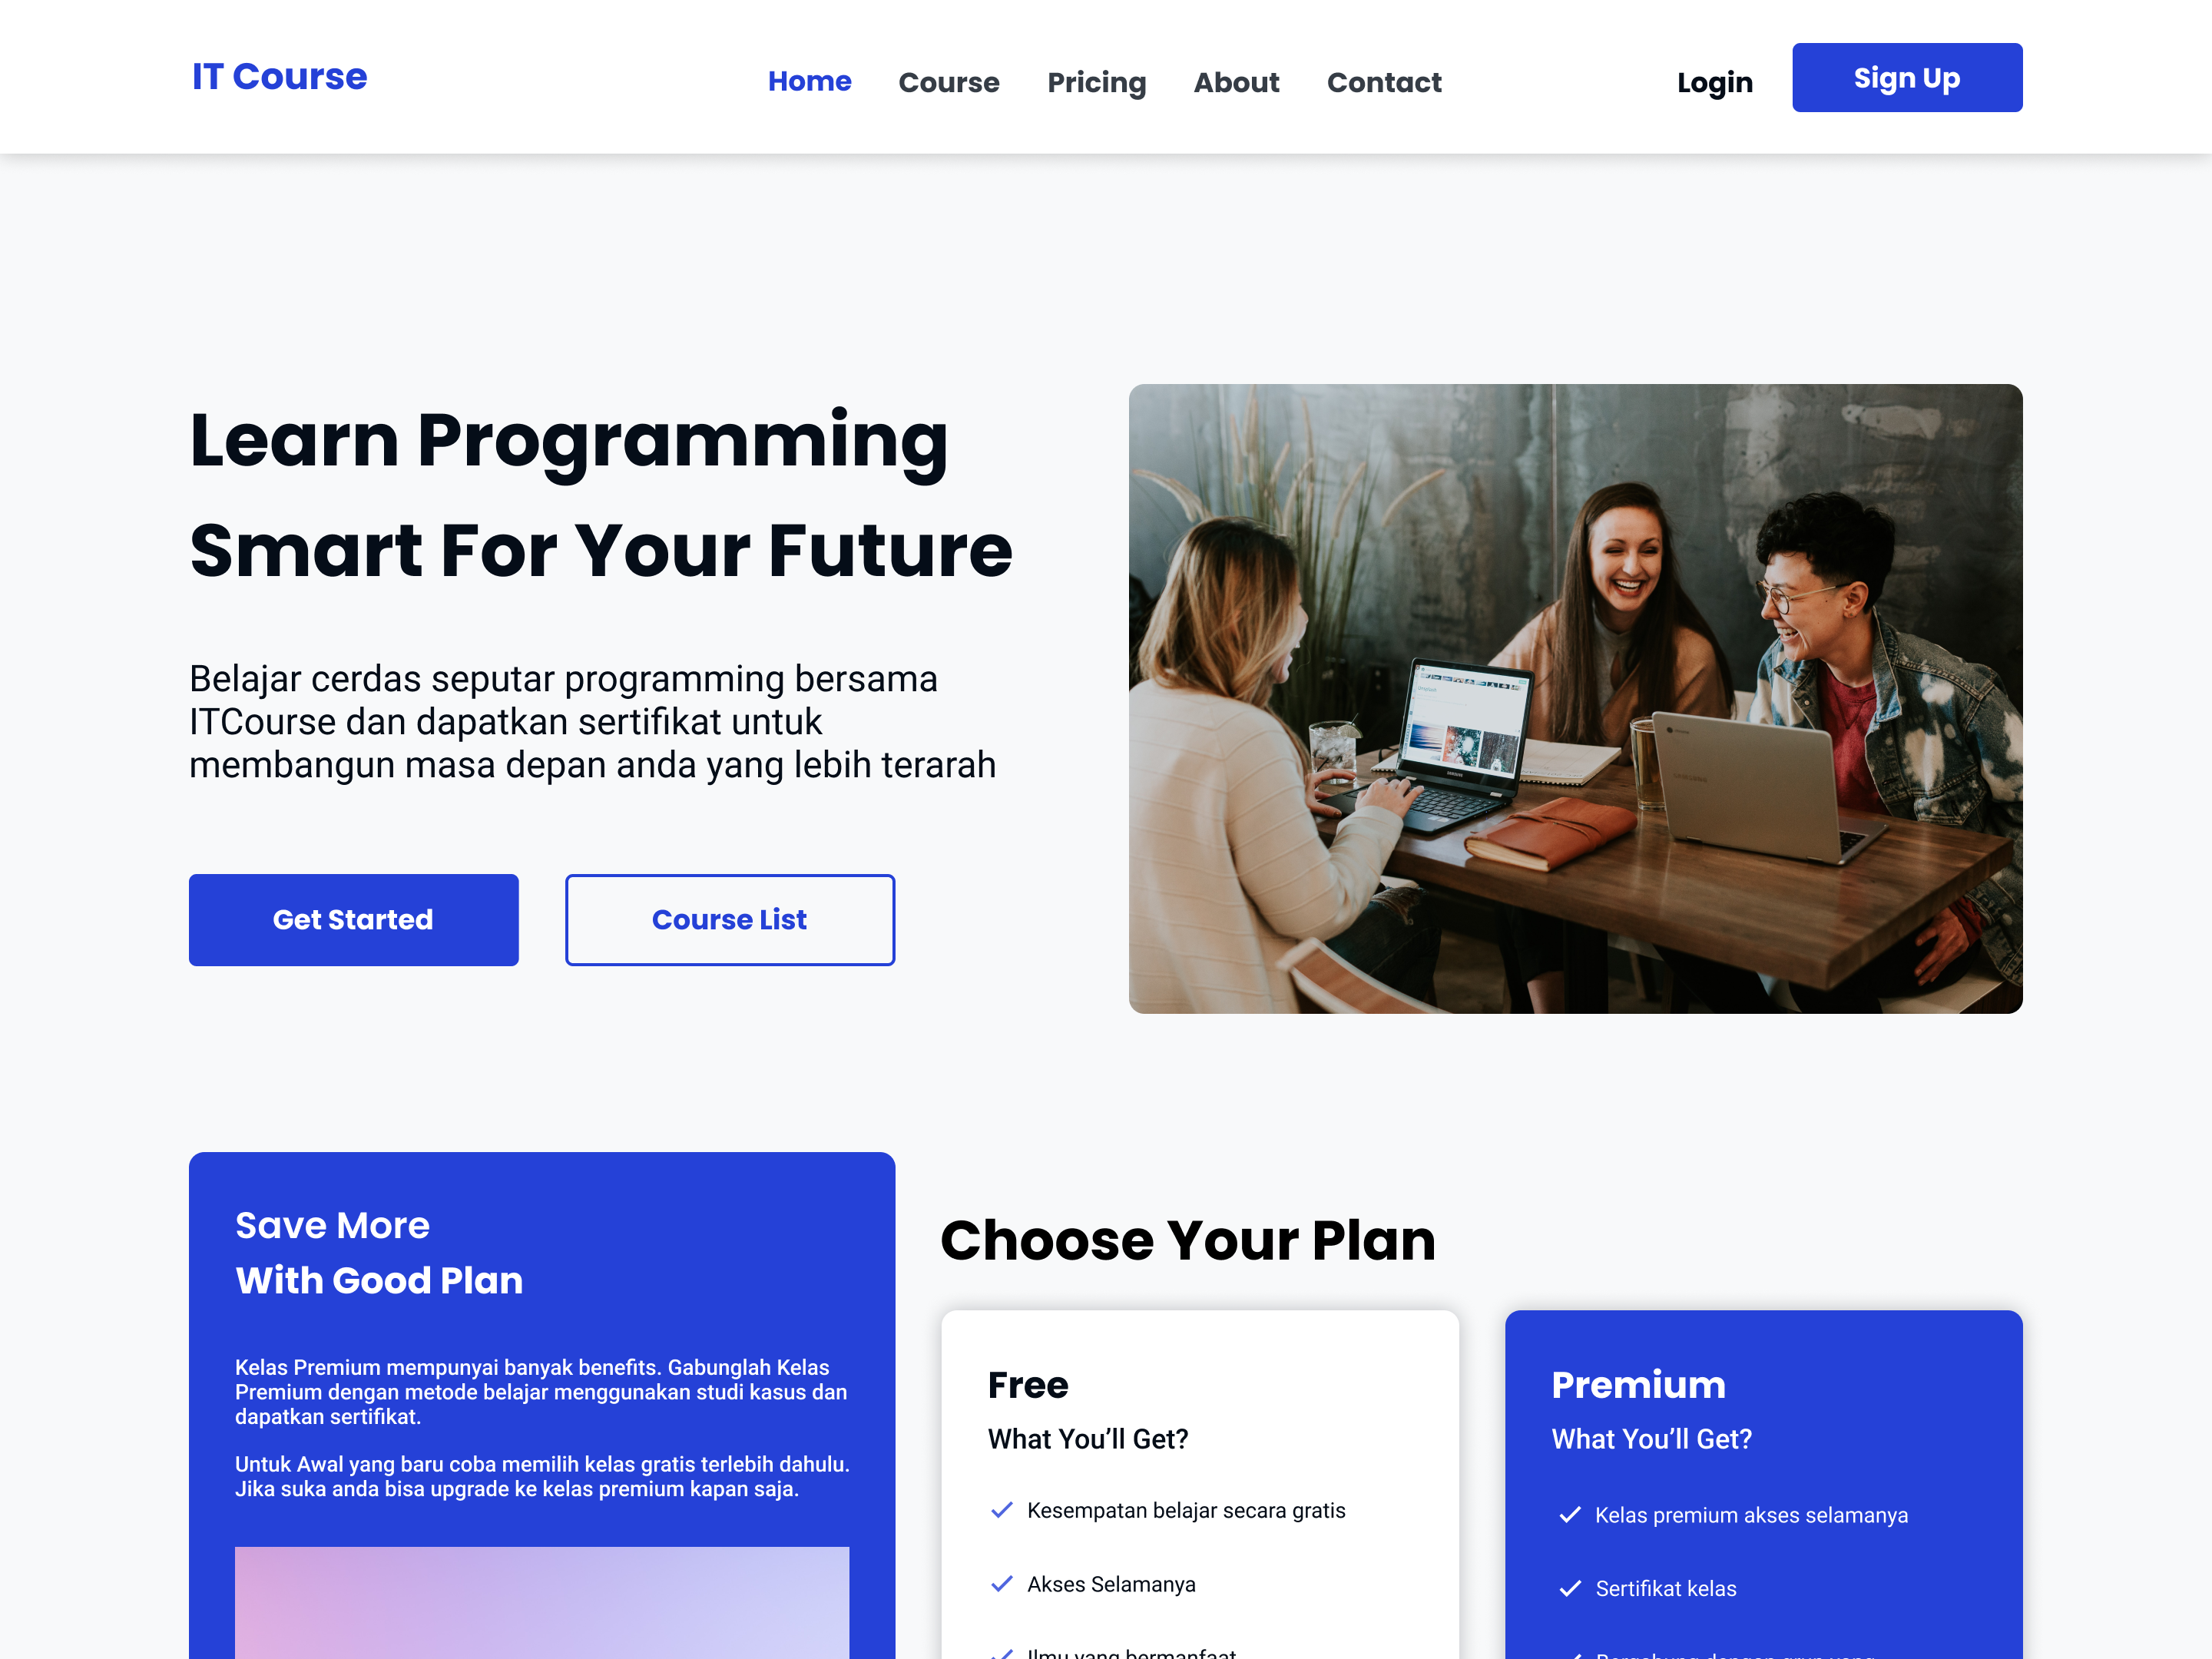 IT Course
Home
Course
Pricing
About
Contact
Login
Sign Up
Learn Programming
Smart For Your Future
Belajar cerdas seputar programming bersama
ITCourse dan dapatkan sertifikat untuk
membangun masa depan anda yang lebih terarah
Get Started
Course List
SAMSUNG
SAMSUNG
Save More
With Good Plan
Kelas Premium mempunyai banyak benefits. Gabunglah Kelas
Premium dengan metode belajar menggunakan studi kasus dan
dapatkan sertifikat.
Untuk Awal yang baru coba memilih kelas gratis terlebih dahulu.
Jika suka anda bisa upgrade ke kelas premium kapan saja.
Choose Your Plan
Free
What You’ll Get?
Kesempatan belajar secara gratis
Akses Selamanya
Ilmu yang bermanfaat
Premium
What You’ll Get?
Kelas premium akses selamanya
Sertifikat kelas